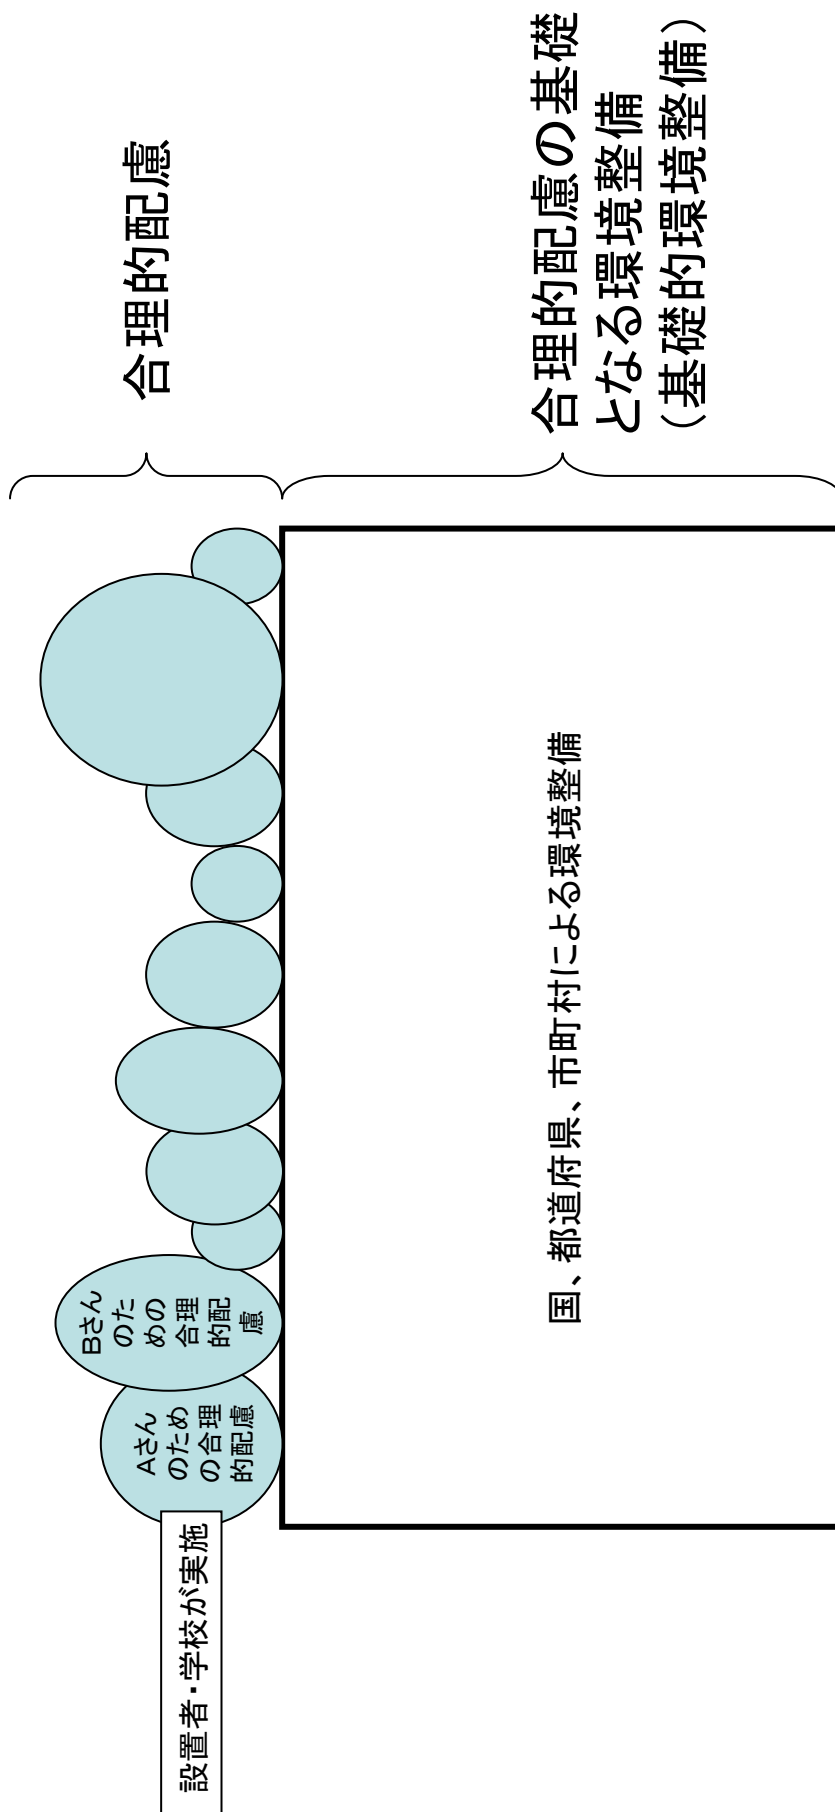 設置者・学校が実施
Aさん
のため
の合理
的配慮
Bさん
のた
めの
合理
的配
慮
合理的配慮
国、都道府県、市町村による環境整備
合理的配慮の基礎
となる環境整備
(基礎的環境整備)